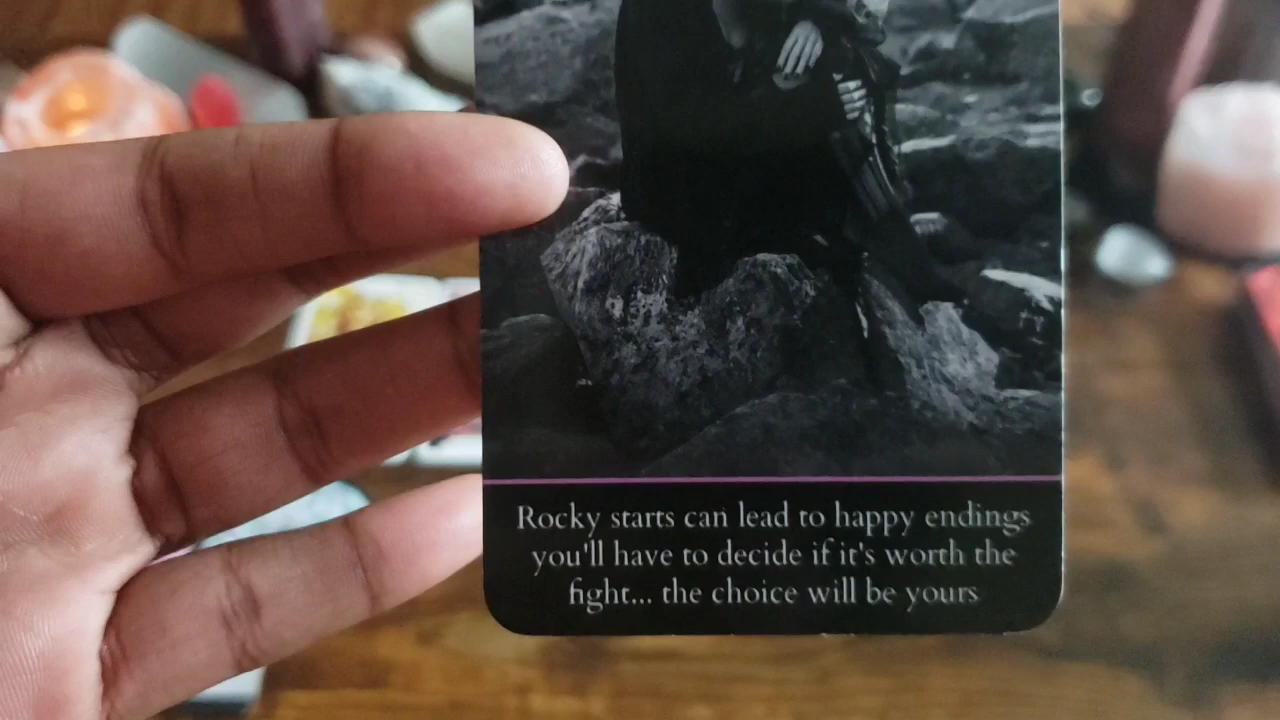 Rocky starts can lead to happy endings
you'll have to decide if it's worth the
fight... the choice will be yours